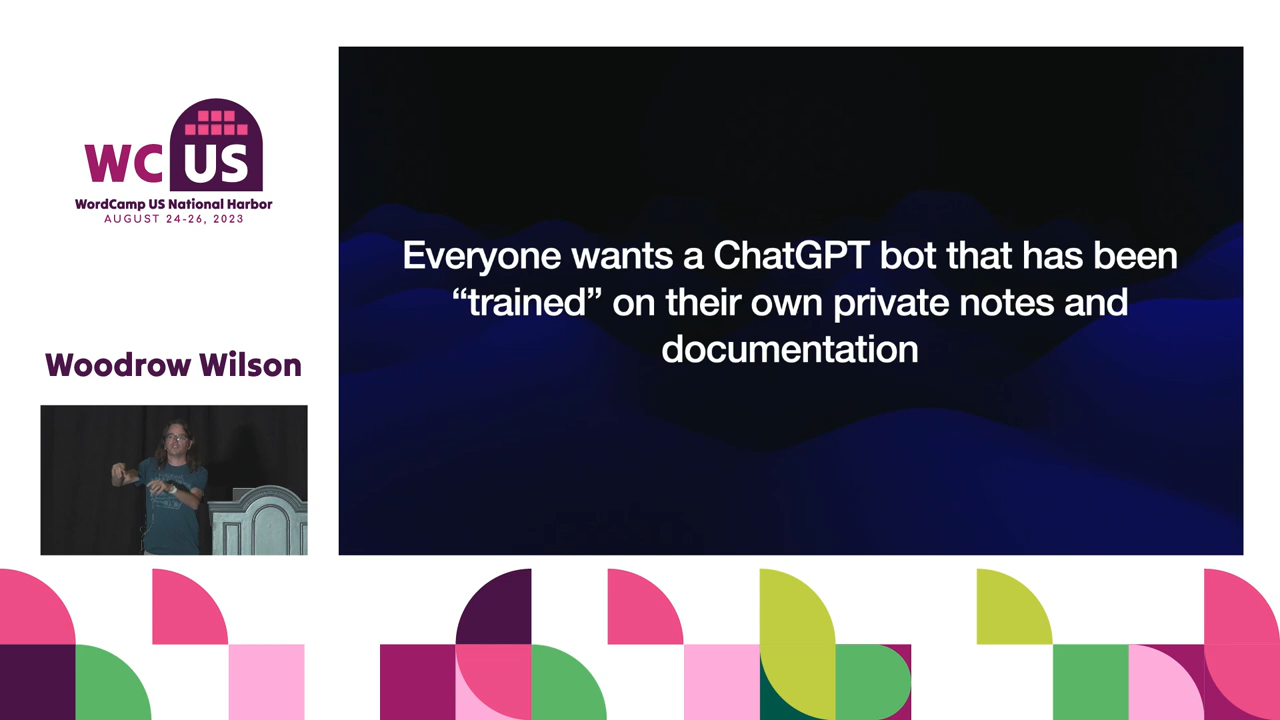 WC US
WordCamp US National Harbor
AUGUST 24-26, 2023
Everyone wants a ChatGPT bot that has been
“trained” on their own private notes and
documentation
Woodrow Wilson